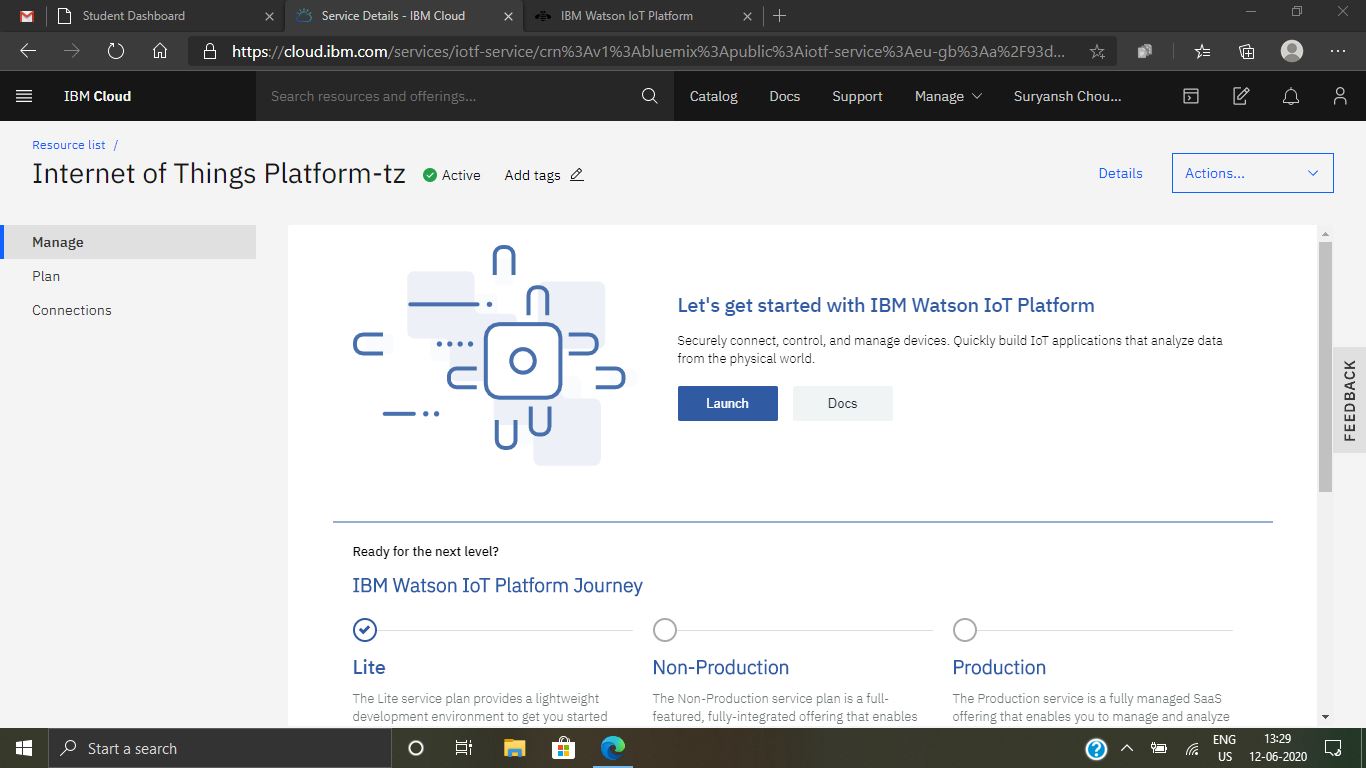 Student Dashboard
Service Details - IBM Cloud
IBM Watson IoT Platform
https://cloud.ibm.com/services/iotf-service/crn%3Av1%3Abluemix%3Apublic%3Aiotf-service%3Aeu-gb%3Aa%2F93d...
IBM Cloud
Search resources and offerings...
Catalog
Docs
Support
Manage
Suryansh Chou...
Resource list /
Internet of Things Platform-tz
Active
Add tags
Details
Actions...
Manage
Plan
Connections
Let's get started with IBM Watson IoT Platform
Securely connect, control, and manage devices. Quickly build IoT applications that analyze data
from the physical world.
Launch
Docs
FEEDBACK
Ready for the next level?
IBM Watson IoT Platform Journey
Lite
The Lite service plan provides a lightweight
development environment to get you started
Non-Production
The Non-Production service plan is a full-
featured, fully-integrated offering that enables
Production
The Production service is a fully managed SaaS
offering that enables you to manage and analyze
Start a search
ENG
US
13:29
12-06-2020